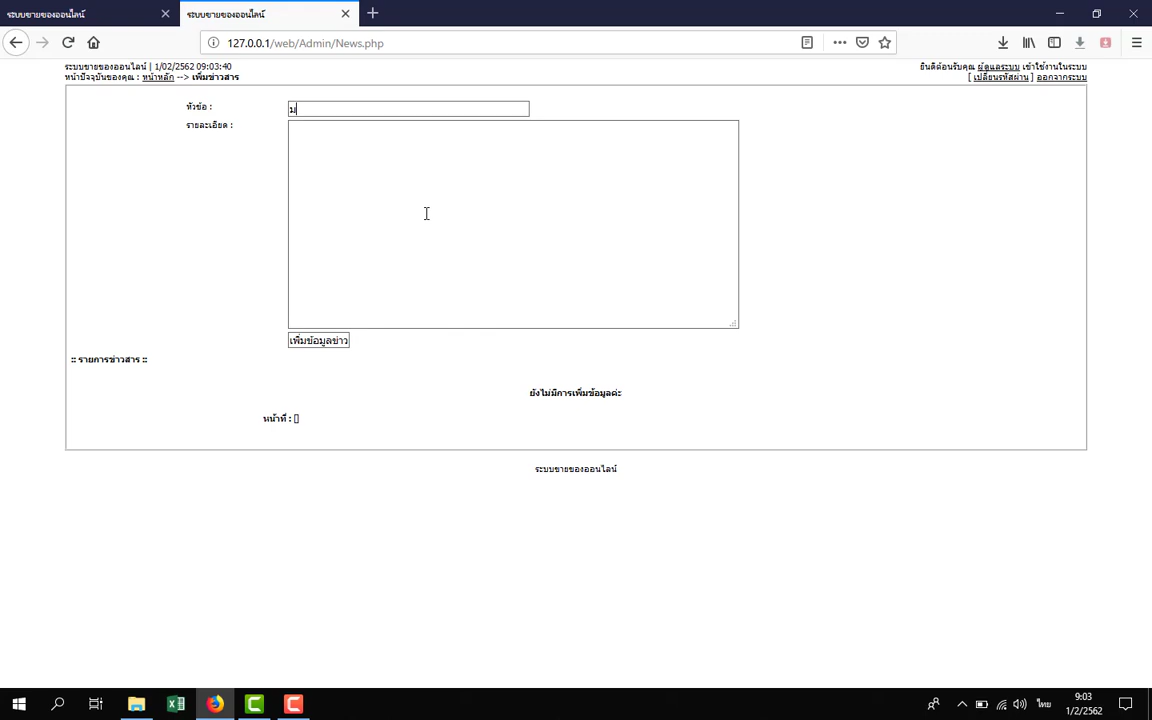 ระบบขายของออนไลน์
ระบบขายของออนไลน์
127.0.0.1/web/Admin/News.php
ระบบขายของออนไลน์ | 1/02/2562 09:03:40
ยินดีต้อนรับคุณ ผู้ดูแลระบบ เข้าใช้งานในระบบ
หน้าปัจจุบันของคุณ : หน้าหลัก --> เพิ่มข่าวสาร
[ เปลี่ยนรหัสผ่าน ] ออกจากระบบ
หัวข้อ :
ม
รายละเอียด :
เพิ่มข้อมูลข่าว
:: รายการข่าวสาร ::
ยังไม่มีการเพิ่มข้อมูลค่ะ
หน้าที่ : []
ระบบขายของออนไลน์
ไทย
9:03
1/2/2562